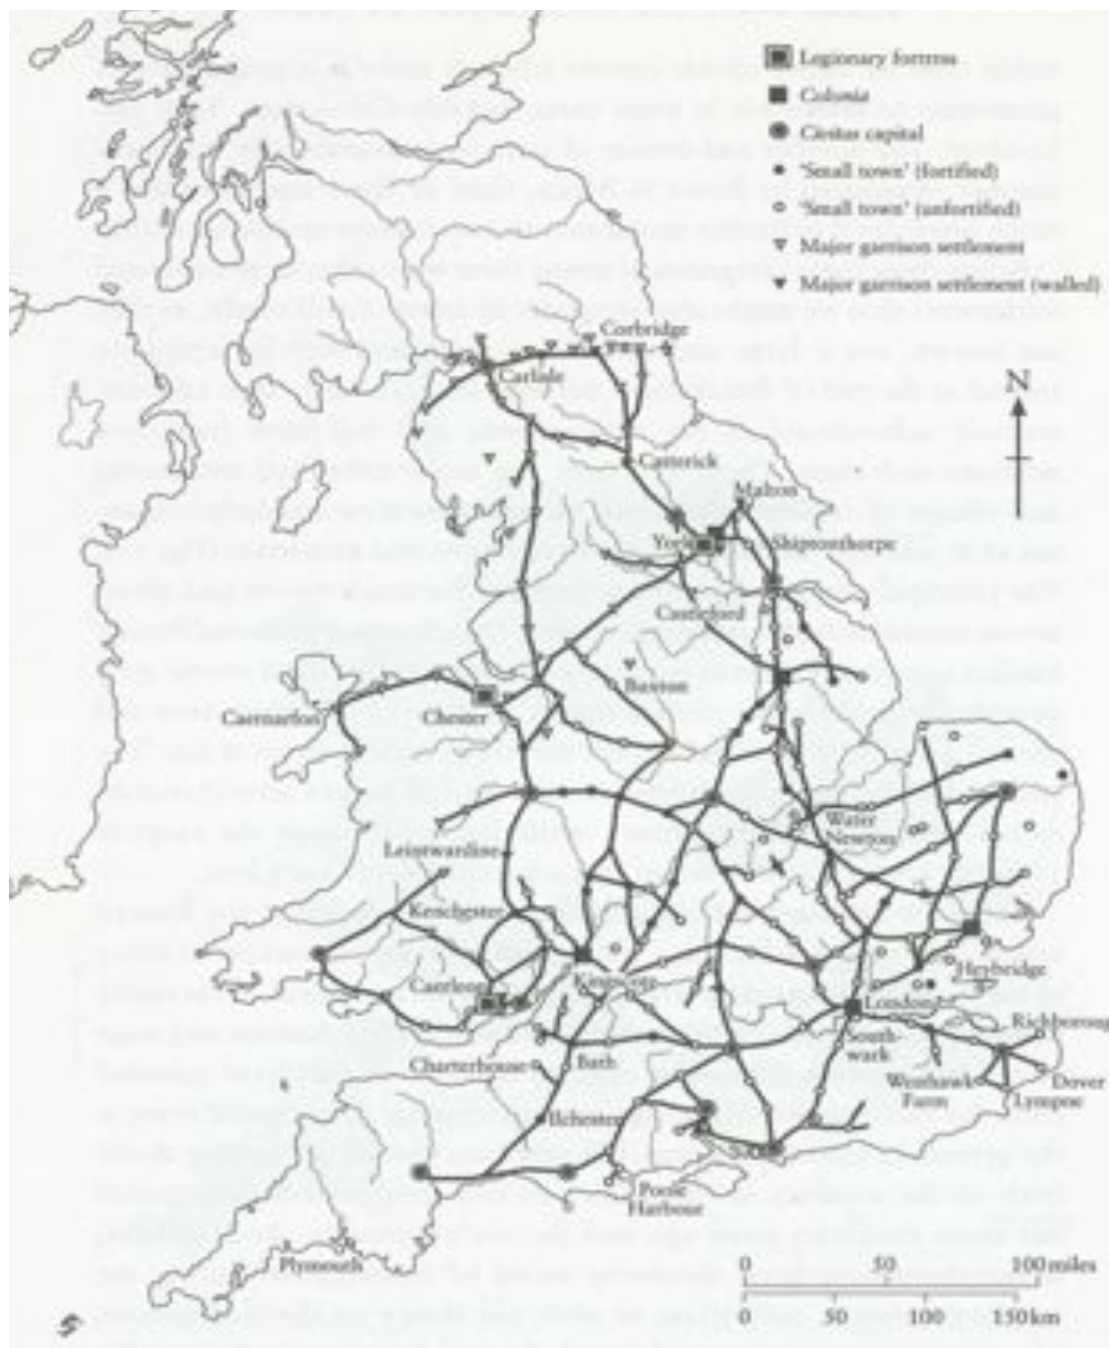 Legionary fortress
Colonia
Civitas capital
'Small town' (fortified)
'Small town' (unfortified)
Major garrison settlement
Major garrison settlement (walled)
N
Corbridge
Carlisle
Catterick
Malton
York
Shiptonthorpe
Castleford
Buxton
Caernarfon
Chester
Water
Newton
Leintwardine
Kenchester
Kingscote
Caerleon
Heybridge
London
Richborough
South-
wark
Bath
Charterhouse
Westhawk
Farm
Dover
Lympne
Ilchester
Poole
Harbour
Plymouth
0 50 100 miles
0 50 100 150 km